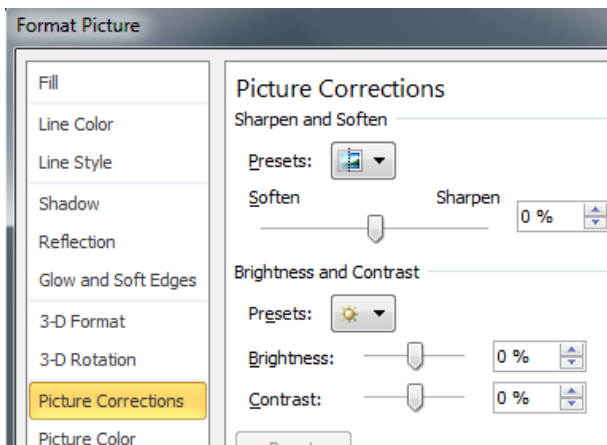 Format Picture
Fill
Line Color
Line Style
Shadow
Reflection
Glow and Soft Edges
3-D Format
3-D Rotation
Picture Corrections
Picture Color
Picture Corrections
Sharpen and Soften
Presets:
Soften Sharpen
0 %
Brightness and Contrast
Presets:
Brightness: 0 %
Contrast: 0 %